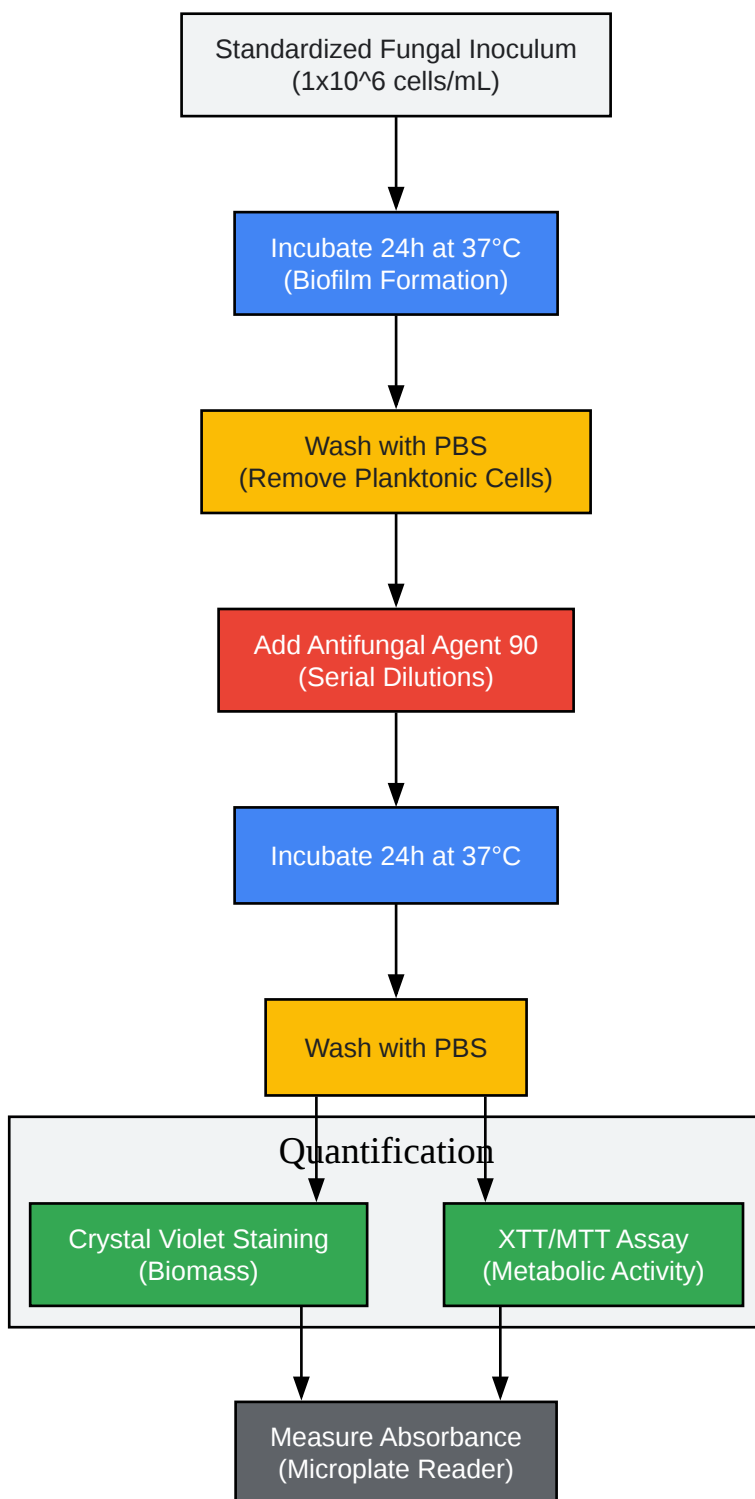 Standardized Fungal Inoculum
(1x10^6 cells/mL)
Incubate 24h at 37°C
(Biofilm Formation)
Wash with PBS
(Remove Planktonic Cells)
Add Antifungal Agent 90
(Serial Dilutions)
Incubate 24h at 37°C
Wash with PBS
Quantification
Crystal Violet Staining
(Biomass)
XTT/MTT Assay
(Metabolic Activity)
Measure Absorbance
(Microplate Reader)